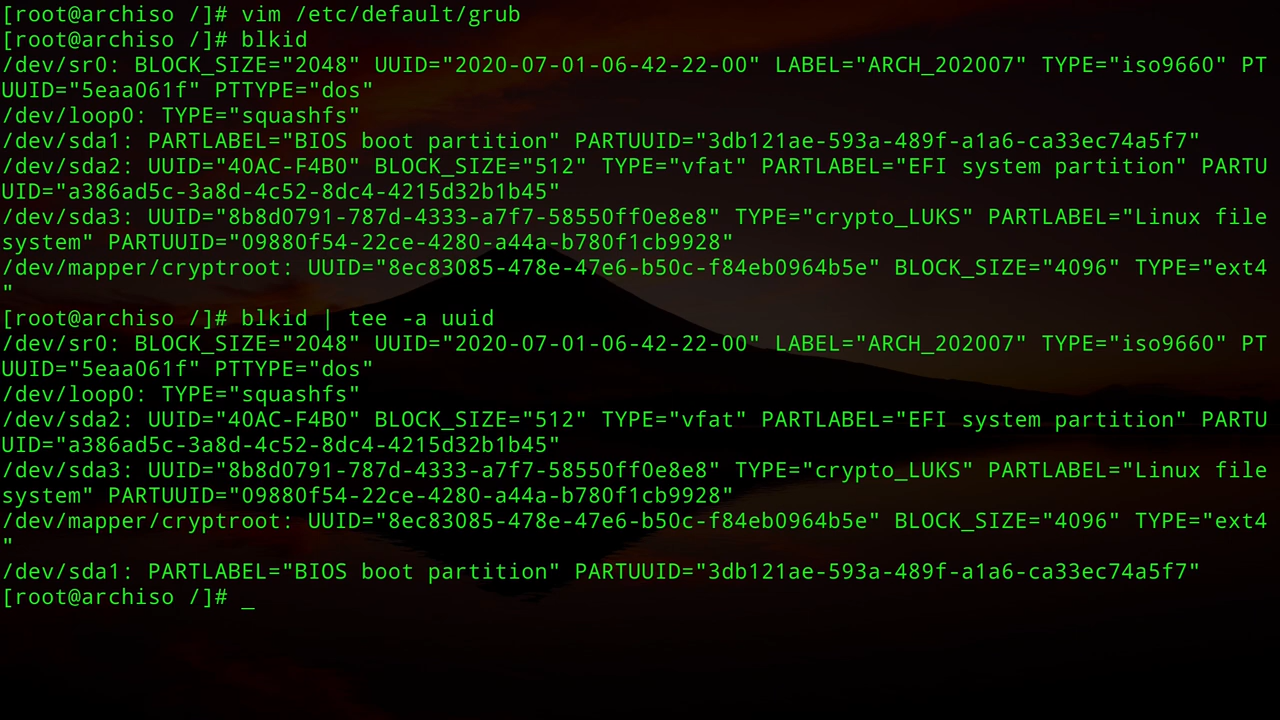 [root@archiso /]# vim /etc/default/grub
[root@archiso /]# blkid
/dev/sr0: BLOCK_SIZE="2048" UUID="2020-07-01-06-42-22-00" LABEL="ARCH_202007" TYPE="iso9660" PT
UUID="5eaa061f" PTTYPE="dos"
/dev/loop0: TYPE="squashfs"
/dev/sda1: PARTLABEL="BIOS boot partition" PARTUUID="3db121ae-593a-489f-a1a6-ca33ec74a5f7"
/dev/sda2: UUID="40AC-F4B0" BLOCK_SIZE="512" TYPE="vfat" PARTLABEL="EFI system partition" PARTU
UID="a386ad5c-3a8d-4c52-8dc4-4215d32b1b45"
/dev/sda3: UUID="8b8d0791-787d-4333-a7f7-58550ff0e8e8" TYPE="crypto_LUKS" PARTLABEL="Linux file
system" PARTUUID="09880f54-22ce-4280-a44a-b780f1cb9928"
/dev/mapper/cryptroot: UUID="8ec83085-478e-47e6-b50c-f84eb0964b5e" BLOCK_SIZE="4096" TYPE="ext4
"
[root@archiso /]# blkid | tee -a uuid
/dev/sr0: BLOCK_SIZE="2048" UUID="2020-07-01-06-42-22-00" LABEL="ARCH_202007" TYPE="iso9660" PT
UUID="5eaa061f" PTTYPE="dos"
/dev/loop0: TYPE="squashfs"
/dev/sda2: UUID="40AC-F4B0" BLOCK_SIZE="512" TYPE="vfat" PARTLABEL="EFI system partition" PARTU
UID="a386ad5c-3a8d-4c52-8dc4-4215d32b1b45"
/dev/sda3: UUID="8b8d0791-787d-4333-a7f7-58550ff0e8e8" TYPE="crypto_LUKS" PARTLABEL="Linux file
system" PARTUUID="09880f54-22ce-4280-a44a-b780f1cb9928"
/dev/mapper/cryptroot: UUID="8ec83085-478e-47e6-b50c-f84eb0964b5e" BLOCK_SIZE="4096" TYPE="ext4
"
/dev/sda1: PARTLABEL="BIOS boot partition" PARTUUID="3db121ae-593a-489f-a1a6-ca33ec74a5f7"
[root@archiso /]# _